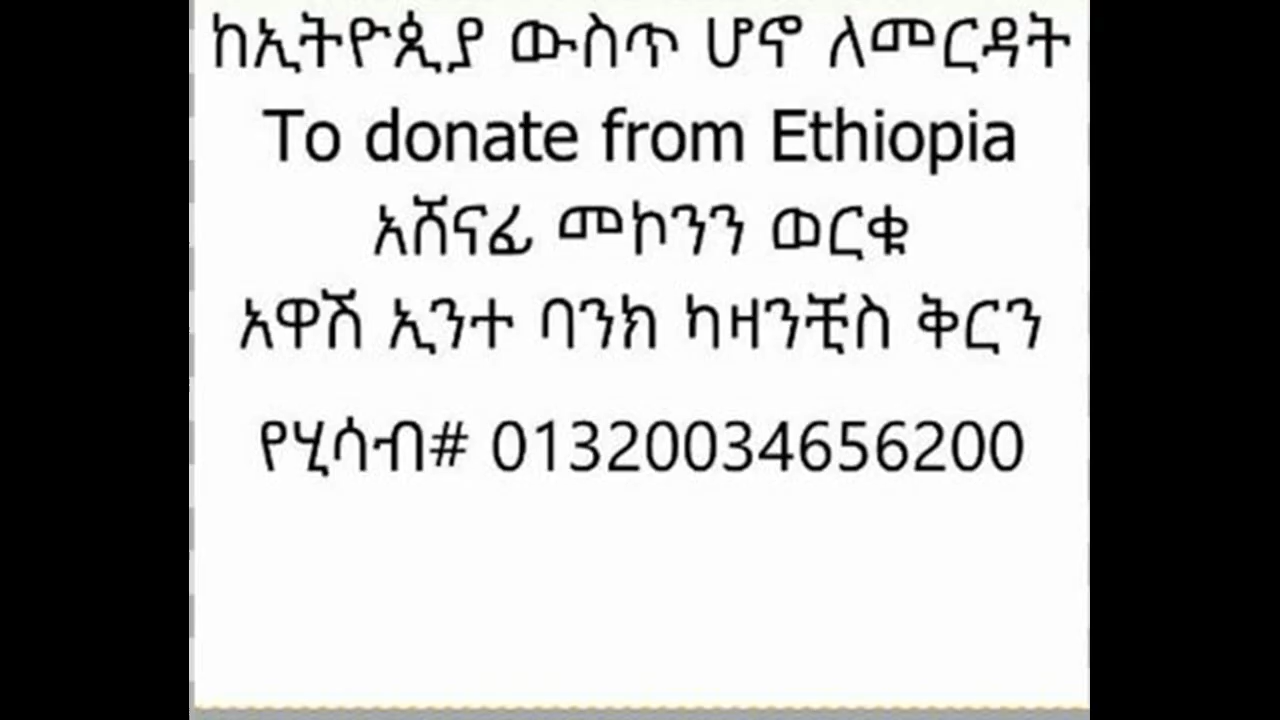 ከኢትዮጲያ ውስጥ ሆኖ ለመርዳት
To donate from Ethiopia
አሸናፊ መኮንን ወርቁ
አዋሽ ኢንተ ባንክ ካዛንቺስ ቅርን
የሂሳብ# 01320034656200